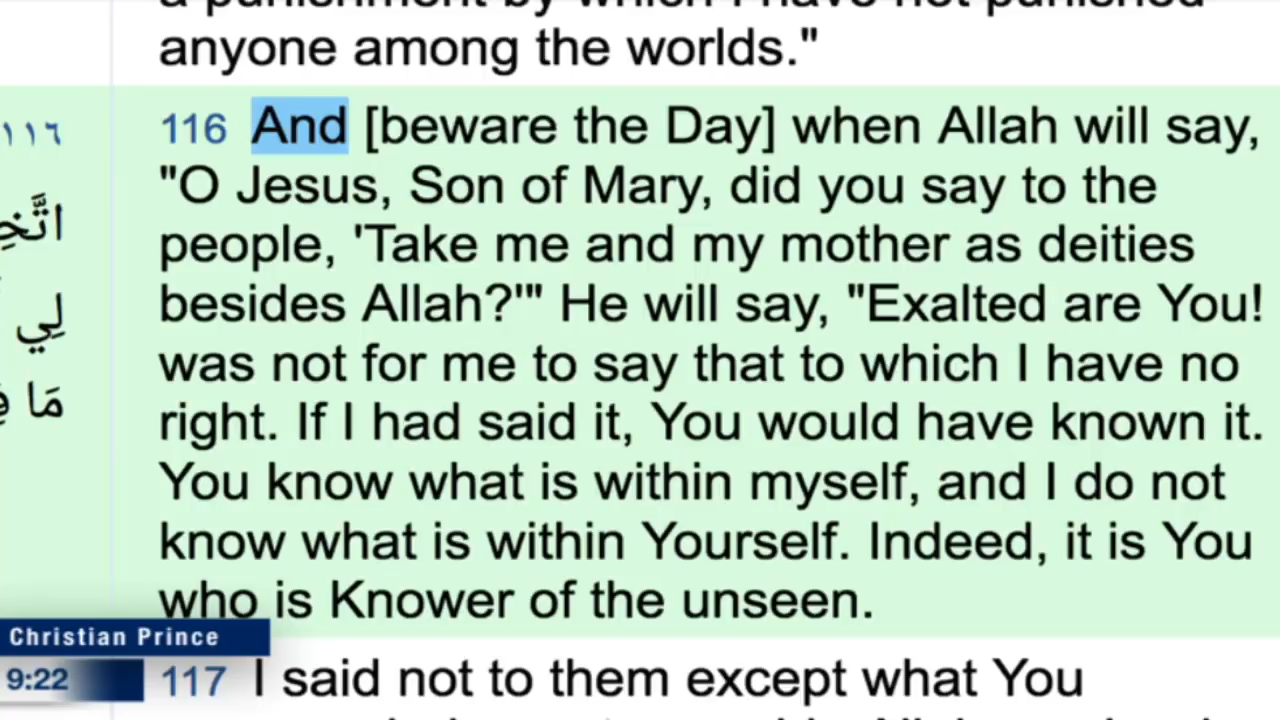 anyone among the worlds."
١١٦
116 And [beware the Day] when Allah will say,
"O Jesus, Son of Mary, did you say to the
اتَّخِ
people, 'Take me and my mother as deities
besides Allah?'" He will say, "Exalted are You!
لِي
was not for me to say that to which I have no
مَا
right. If I had said it, You would have known it.
You know what is within myself, and I do not
know what is within Yourself. Indeed, it is You
who is Knower of the unseen.
Christian Prince
9:22
117 I said not to them except what You